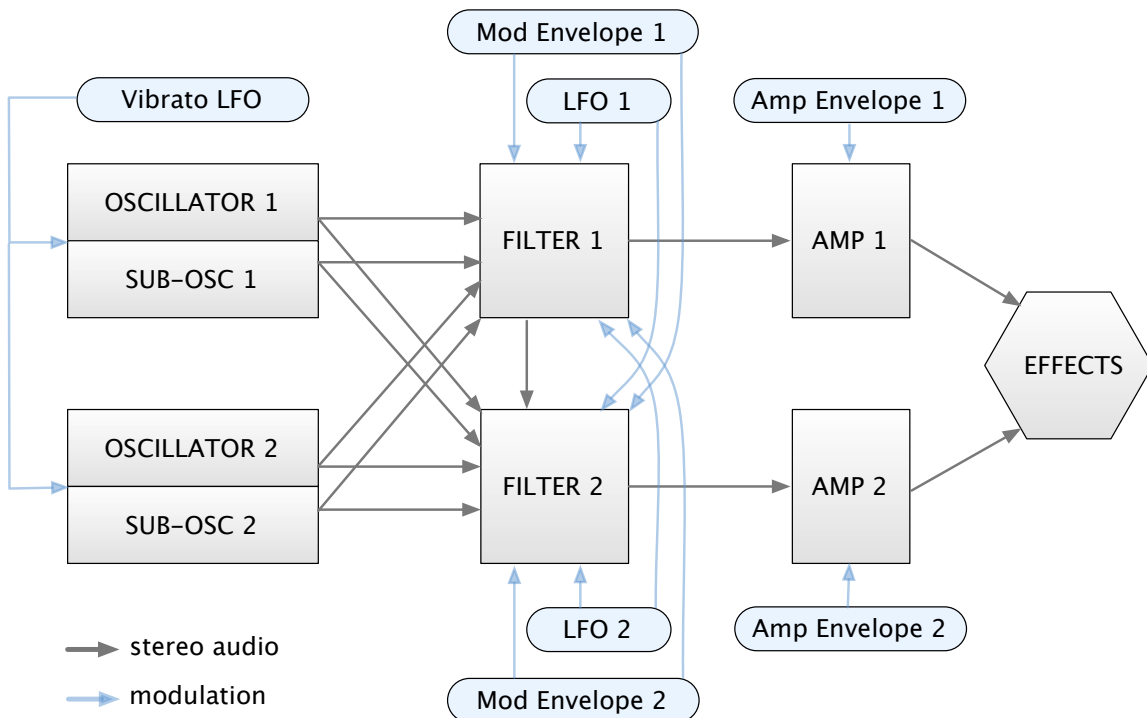 Mod Envelope 1
Vibrato LFO
LFO 1
Amp Envelope 1
OSCILLATOR 1
SUB-OSC 1
FILTER 1
AMP 1
EFFECTS
OSCILLATOR 2
SUB-OSC 2
FILTER 2
AMP 2
LFO 2
Amp Envelope 2
stereo audio
modulation
Mod Envelope 2